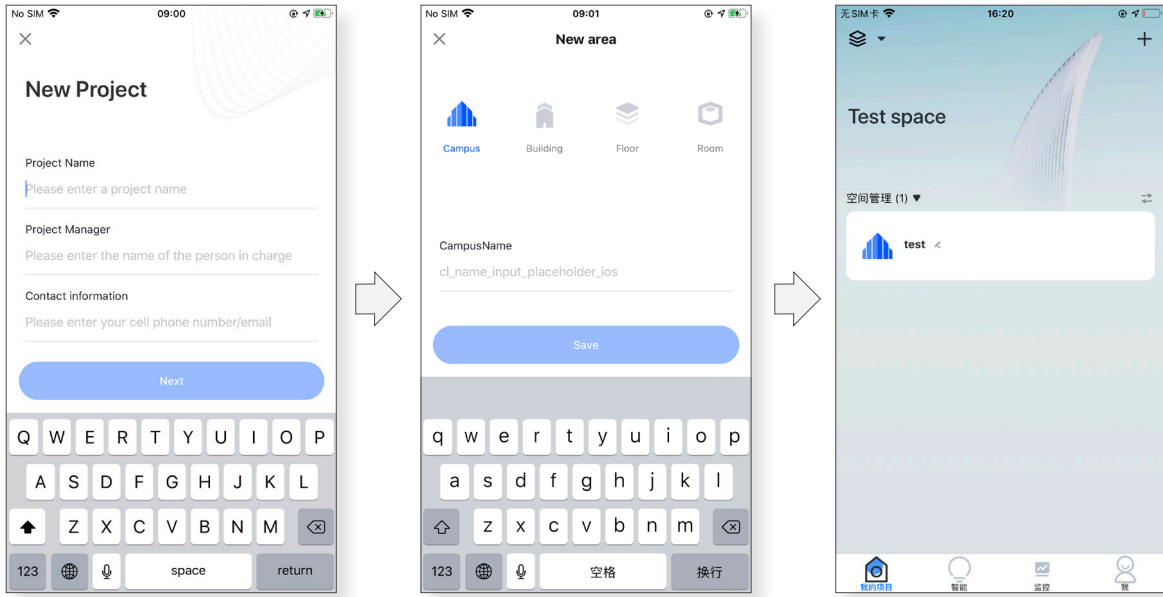 No SIM 09:00
New Project
Project Name
Please enter a project name
Project Manager
Please enter the name of the person in charge
Contact information
Please enter your cell phone number/email
Next
Q W E R T Y U I O P
A S D F G H J K L
Z X C V B N M
123 space return
No SIM 09:01
New area
Campus Building Floor Room
CampusName
cl_name_input_placeholder_ios
Save
q w e r t y u i o p
a s d f g h j k l
z x c v b n m
123 空格 换行
无SIM卡 16:20
Test space
空间管理 (1) ▼
test
我的项目 智能 监控 我